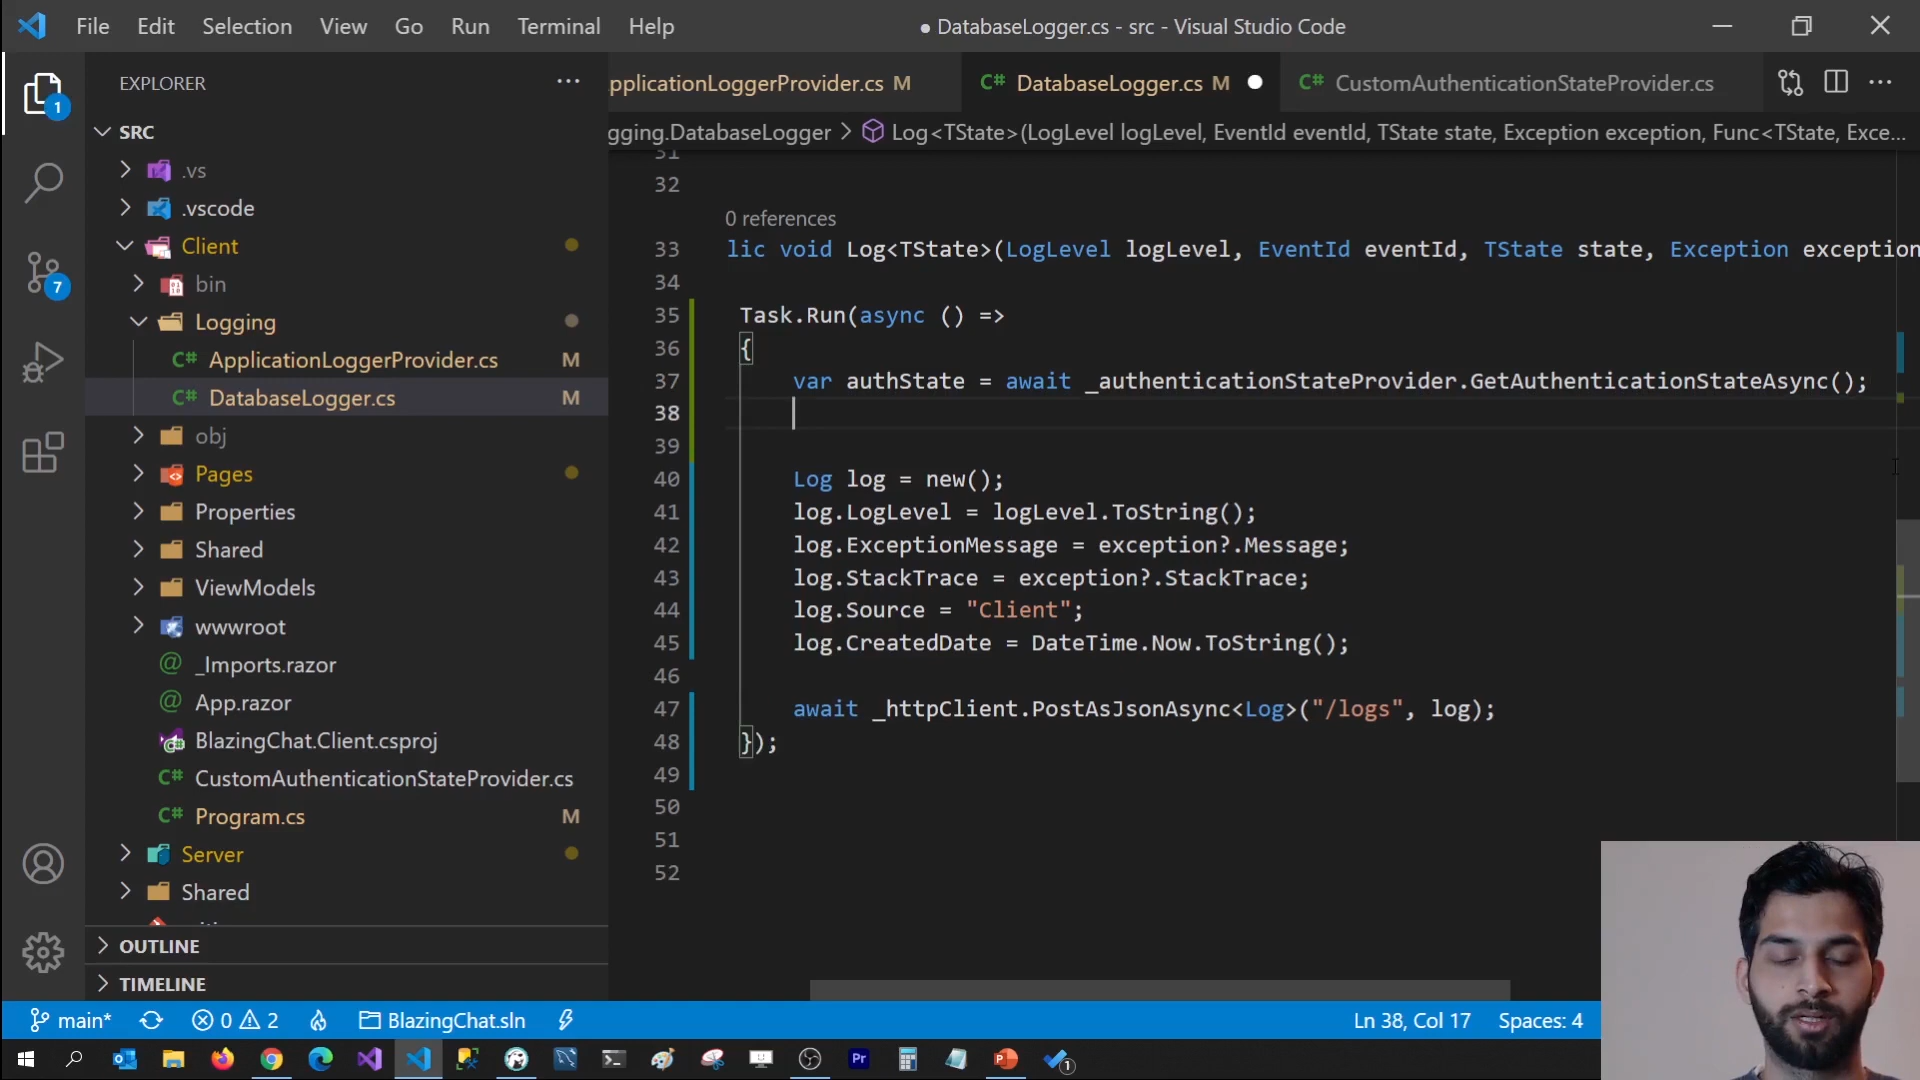 File Edit Selection View Go Run Terminal Help
● DatabaseLogger.cs - src - Visual Studio Code
EXPLORER
pplicationLoggerProvider.cs M
C# DatabaseLogger.cs M
C# CustomAuthenticationStateProvider.cs
gging.DatabaseLogger > Log<TState>(LogLevel logLevel, EventId eventId, TState state, Exception exception, Func<TState, Exce...
1
7
SRC
.vs
.vscode
Client
bin
Logging
C# ApplicationLoggerProvider.cs M
C# DatabaseLogger.cs M
obj
Pages
Properties
Shared
ViewModels
wwwroot
@ _Imports.razor
@ App.razor
BlazingChat.Client.csproj
C# CustomAuthenticationStateProvider.cs
C# Program.cs M
Server
Shared
OUTLINE
TIMELINE
31
32
0 references
33 lic void Log<TState>(LogLevel logLevel, EventId eventId, TState state, Exception exception
34
35 Task.Run(async () =>
36 {
37 var authState = await _authenticationStateProvider.GetAuthenticationStateAsync();
38
39
40 Log log = new();
41 log.LogLevel = logLevel.ToString();
42 log.ExceptionMessage = exception?.Message;
43 log.StackTrace = exception?.StackTrace;
44 log.Source = "Client";
45 log.CreatedDate = DateTime.Now.ToString();
46
47 await _httpClient.PostAsJsonAsync<Log>("/logs", log);
48 });
49
50
51
52
main* 0 2 BlazingChat.sln Ln 38, Col 17 Spaces: 4
Pr
1